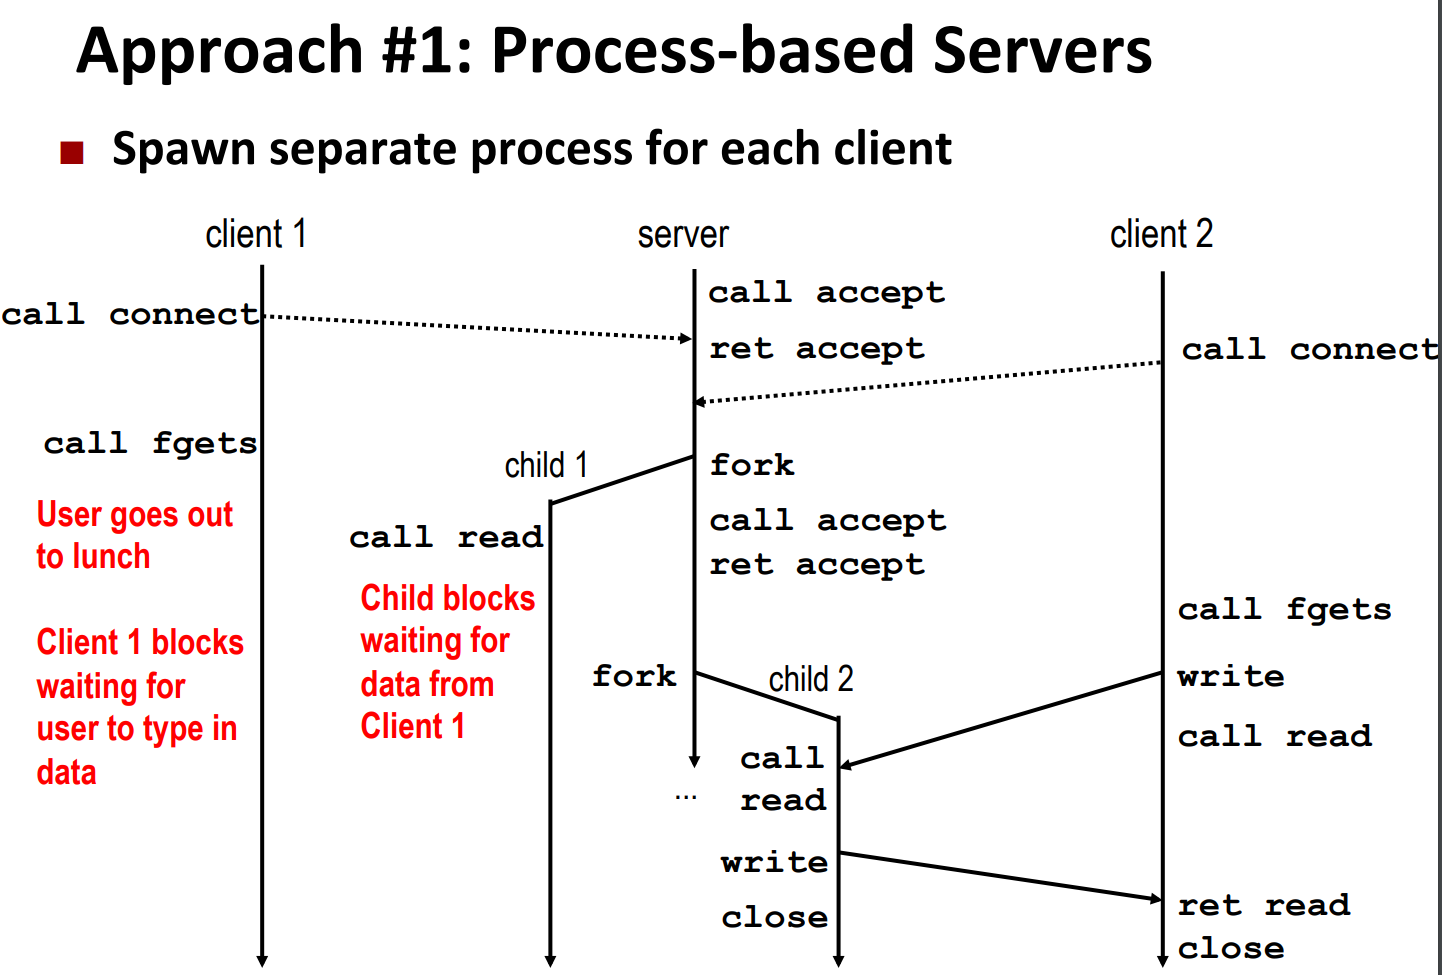 Approach #1: Process-based Servers
Spawn separate process for each client
client 1
server
client 2
call connect
call accept
ret accept
call connect
call fgets
child 1
fork
User goes out
to lunch
call read
call accept
ret accept
Child blocks
waiting for
data from
Client 1
Client 1 blocks
waiting for
user to type in
data
call fgets
fork
child 2
write
call read
call
read
...
write
close
ret read
close